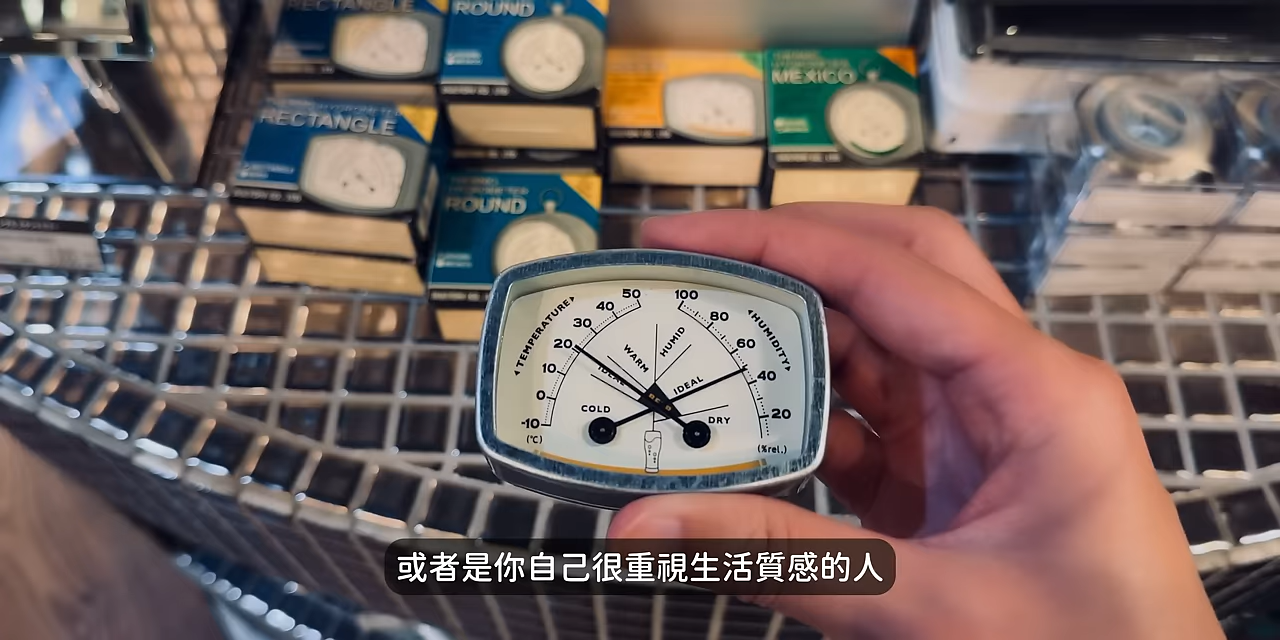 RECTANGLE
ROUND
RECTANGLE
ROUND
MEXICO
TEMPERATURE
HUMIDITY
50
40
30
20
10
0
-10
(℃)
100
80
60
40
20
(%rel.)
WARM
HUMID
IDEAL
IDEAL
COLD
DRY
或者是你自己很重視生活質感的人